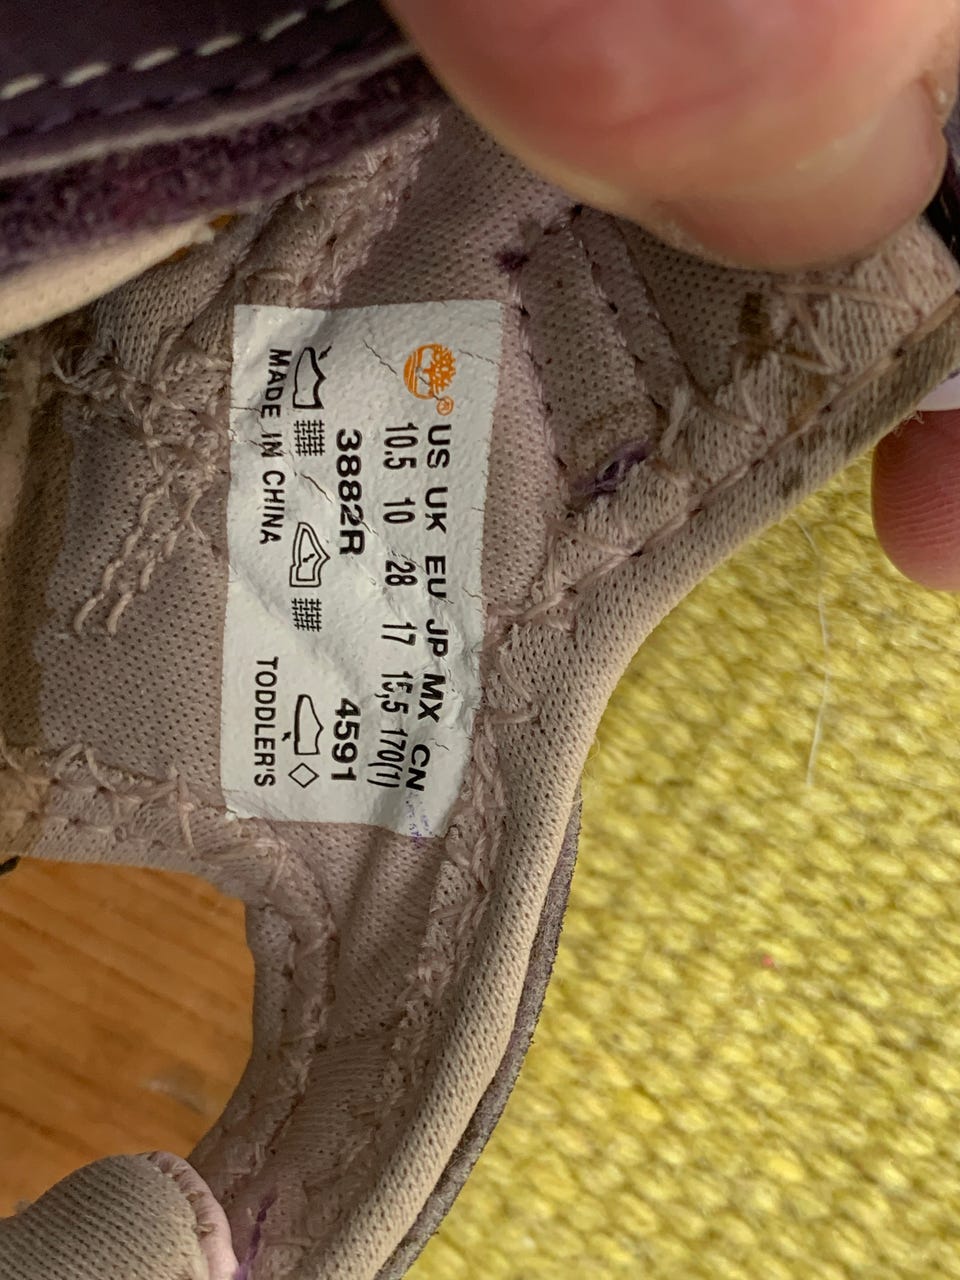 ®
US UK EU JP MX CN
10,5 10 28 17 15,5 170(1)
3882R 4591
MADE IN CHINA TODDLER'S